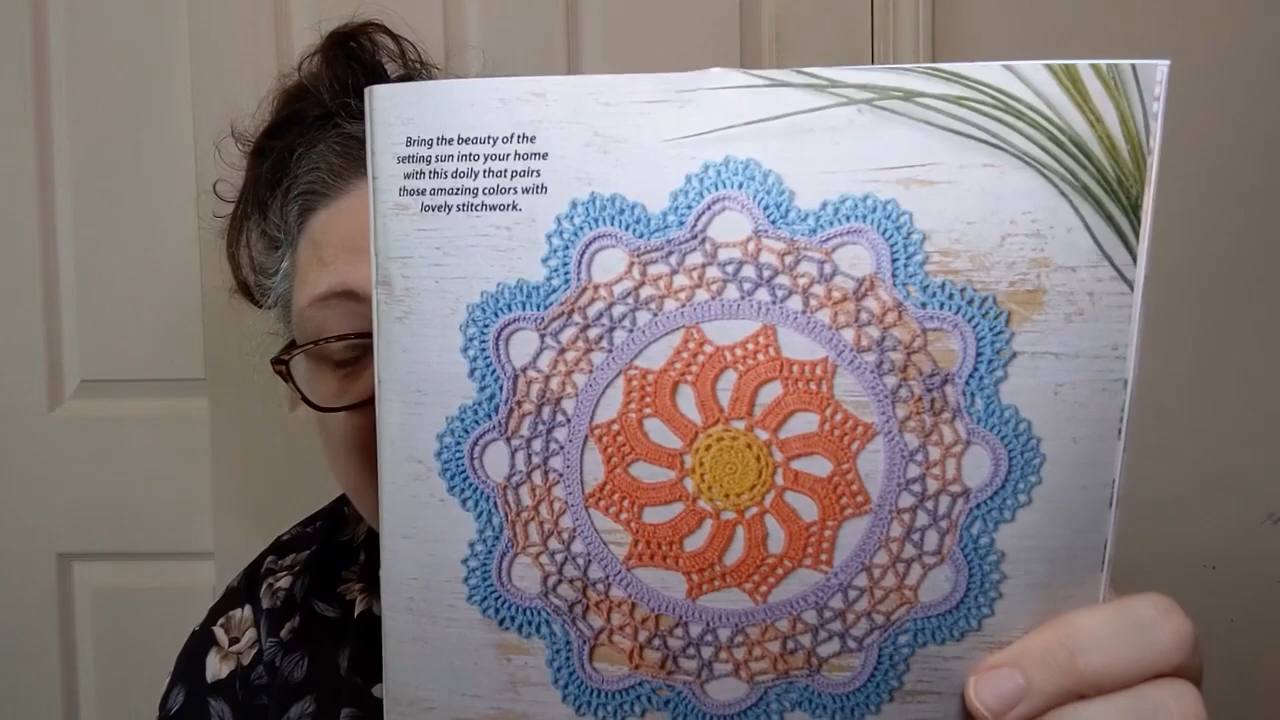 Bring the beauty of the
setting sun into your home
with this doily that pairs
those amazing colors with
lovely stitchwork.